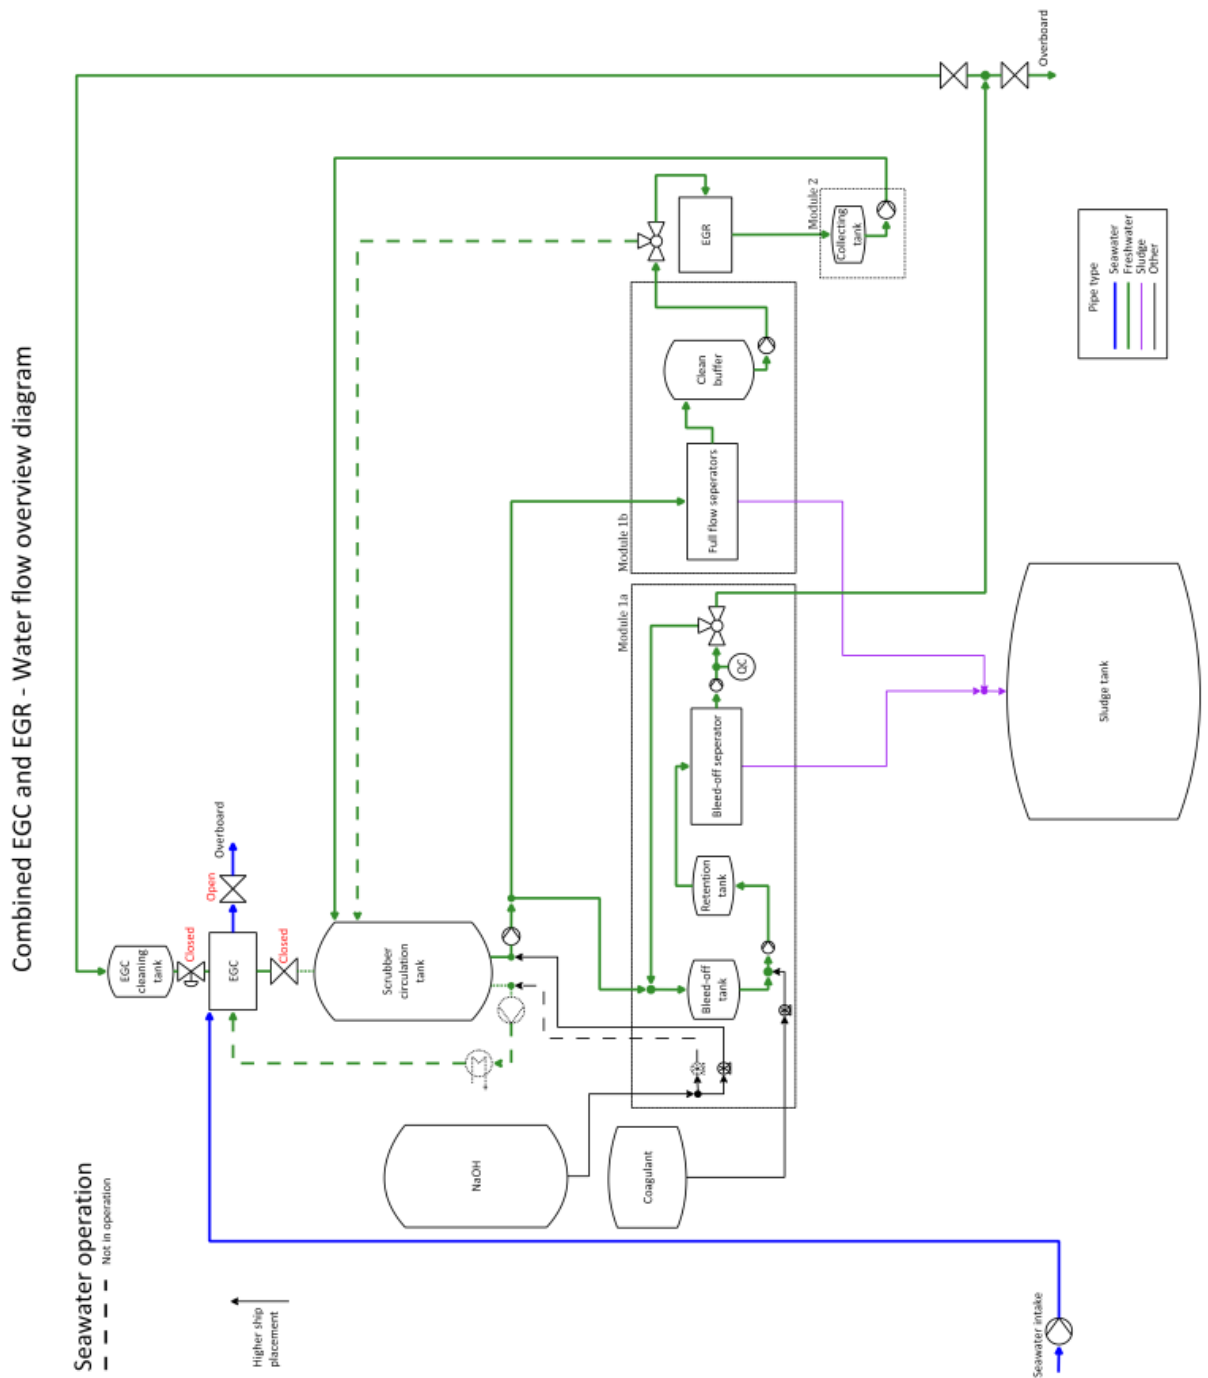 Combined EGC and EGR - Water flow overview diagram
Seawater operation
Not in operation
Higher ship
placement
Seawater intake
EGC
cleaning
tank
Closed
EGC
Open
Overboard
Closed
Scrubber
circulation
tank
NaOH
Coagulant
Module 1a
Bleed-off
tank
Retention
tank
Bleed-off seperator
QC
Module 1b
Full flow seperators
Clean
buffer
EGR
Module 2
Collecting
tank
Overboard
Sludge tank
Pipe type
Seawater
Freshwater
Sludge
Other